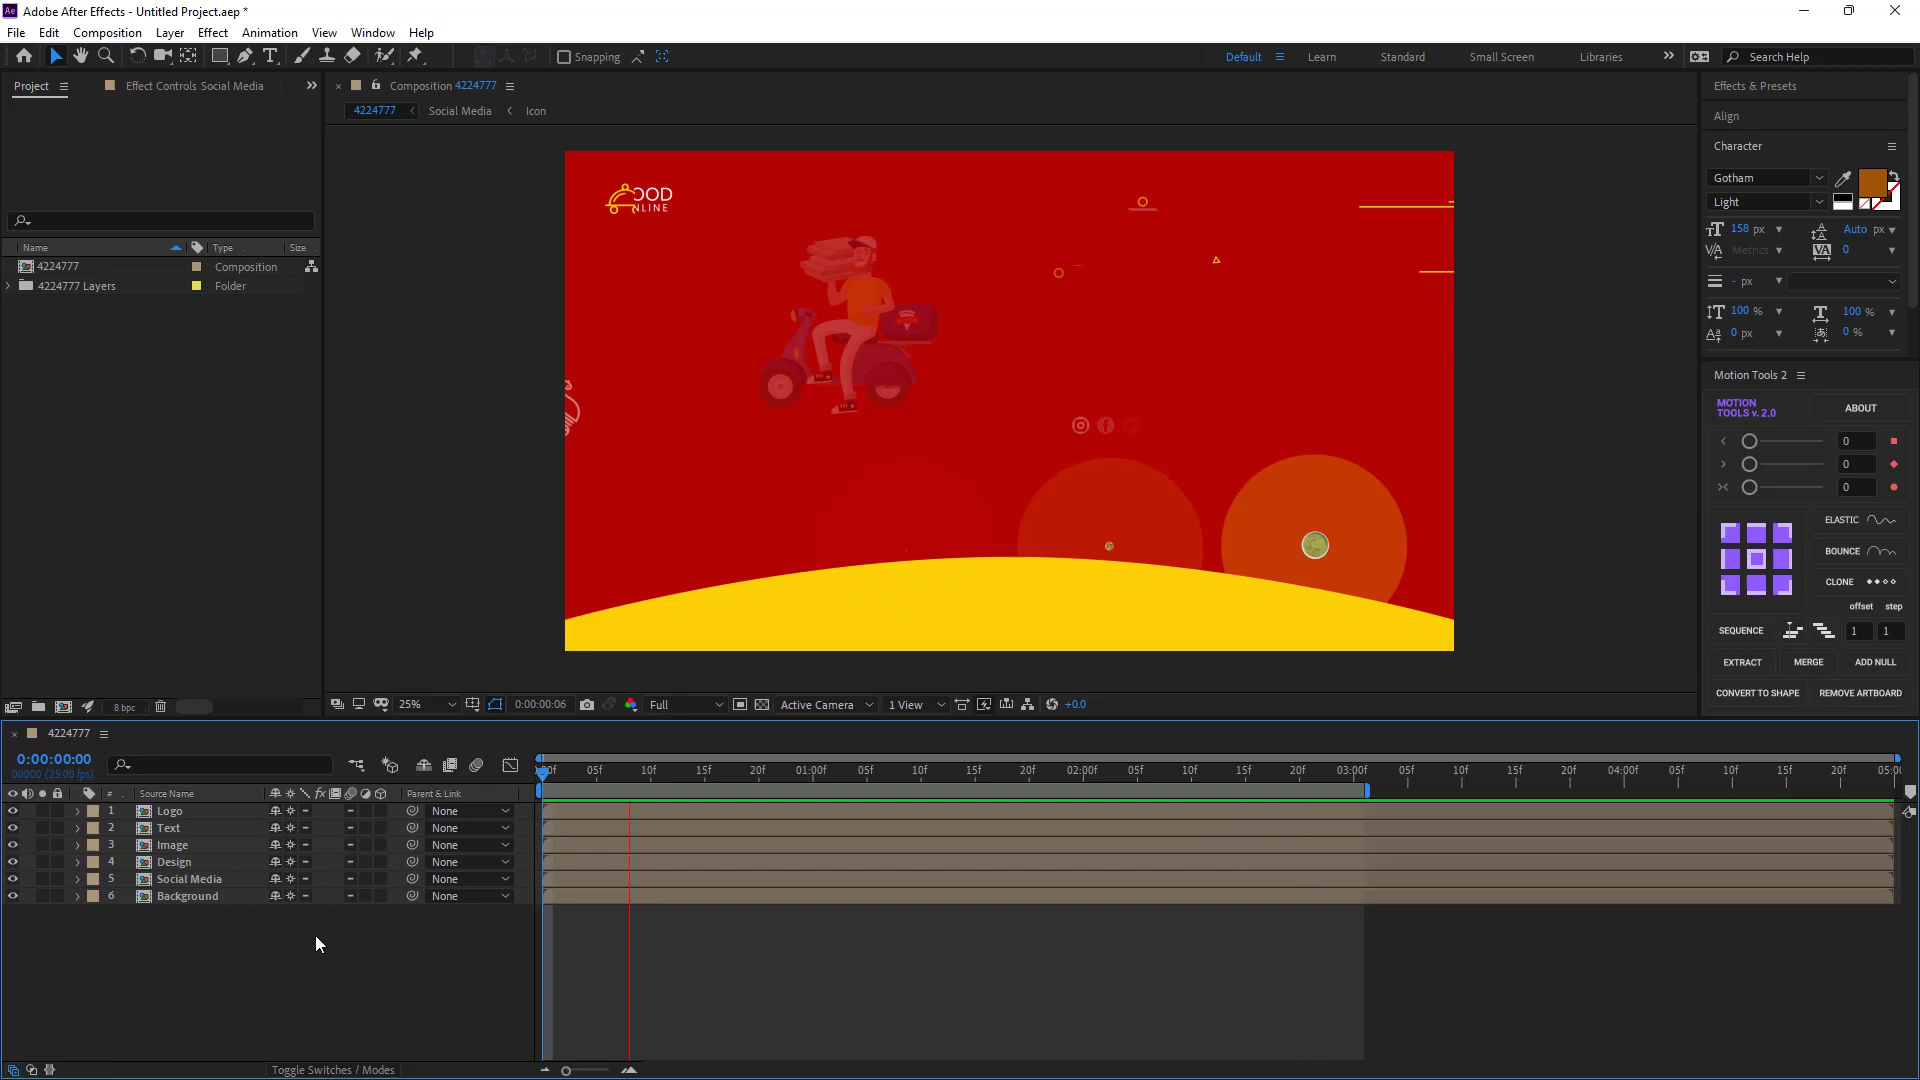 Adobe After Effects - Untitled Project.aep *
File Edit Composition Layer Effect Animation View Window Help
Snapping
Default Learn Standard Small Screen Libraries Search Help
Project Effect Controls Social Media
Composition 4224777
4224777 Social Media Icon
Name Type Size
4224777 Composition
4224777 Layers Folder
OOD
NLINE
Effects & Presets
Align
Character
Gotham
Light
158 px Auto px
Metrics 0
- px
100 % 100 %
0 px 0 %
Motion Tools 2
MOTION
TOOLS v. 2.0
ABOUT
0
0
0
ELASTIC
BOUNCE
CLONE
offset step
SEQUENCE 1 1
EXTRACT MERGE ADD NULL
CONVERT TO SHAPE REMOVE ARTBOARD
8 bpc
25% 0:00:00:06 Full Active Camera 1 View +0.0
4224777
0:00:00:00
00000 (25.00 fps)
05f 10f 15f 20f 01:00f 05f 10f 15f 20f 02:00f 05f 10f 15f 20f 03:00f 05f 10f 15f 20f 04:00f 05f 10f 15f 20f
# Source Name Parent & Link
1 Logo None
2 Text None
3 Image None
4 Design None
5 Social Media None
6 Background None
Toggle Switches / Modes